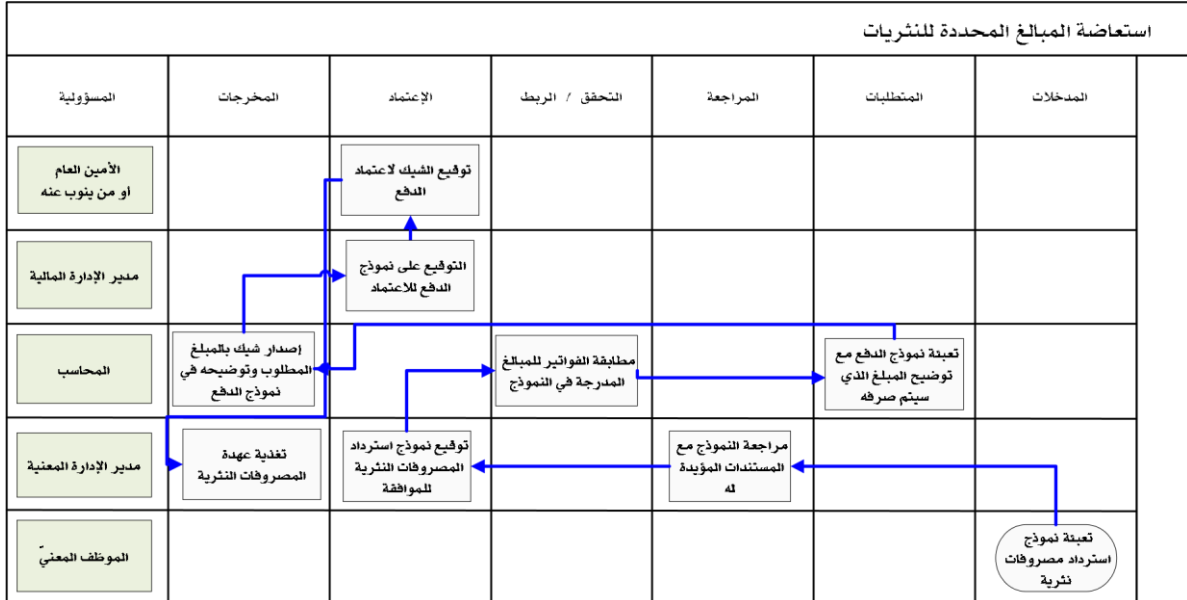 استعاضة المبالغ المحددة للنثريات
المدخلات
المتطلبات
المراجعة
التحقق / الربط
الإعتماد
المخرجات
المسؤولية
توقيع الشيك لاعتماد
الدفع
الأمين العام
او من ينوب عنه
التوقيع على نموذج
الدفع للاعتماد
مدير الإدارة المالية
تعبئة نموذج الدفع مع
توضيح المبلغ الذي
سيتم صرفه
مطابقة الفواتير للمبالغ
المدرجة في النموذج
إصدار شيك بالمبلغ
المطلوب وتوضيحه في
نموذج الدفع
المحاسب
مراجعة النموذج مع
المستندات المؤيدة
له
توقيع نموذج استرداد
المصروفات النثرية
للموافقة
تغذية عهدة
المصروفات النثرية
مدير الإدارة المعنية
تعبئة نموذج
استرداد مصروفات
نثرية
الموظف المعنيّ